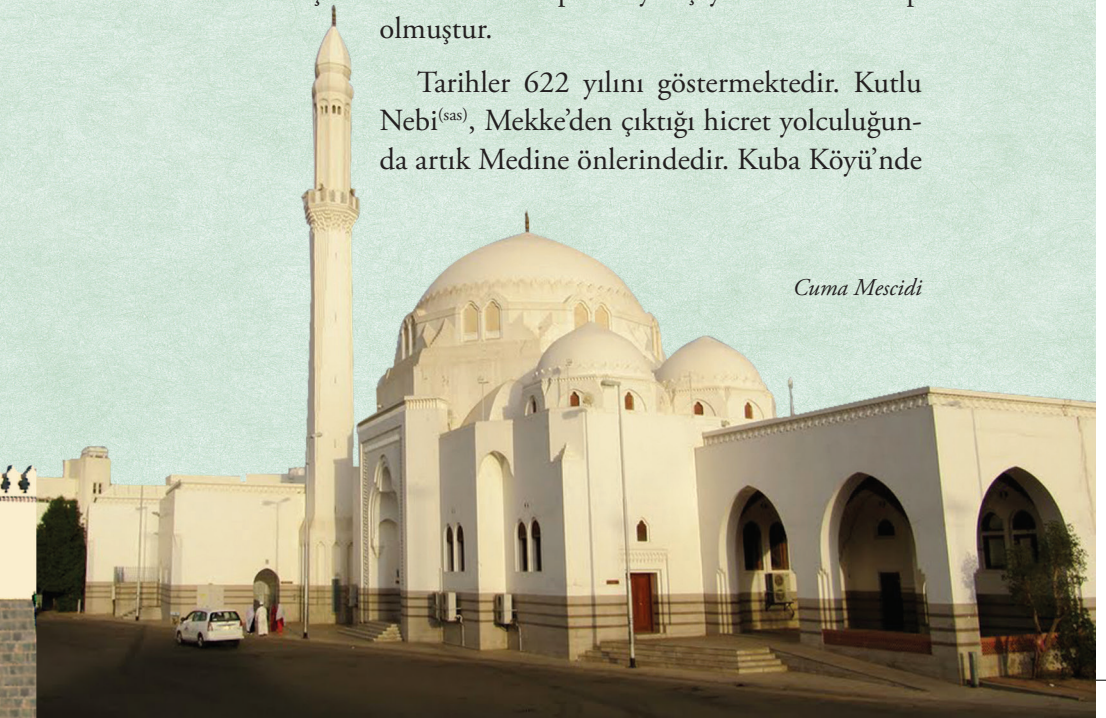 olmuştur.
Tarihler 622 yılını göstermektedir. Kutlu
Nebi(sas), Mekke’den çıktığı hicret yolculuğun-
da artık Medine önlerindedir. Kuba Köyü’nde
Cuma Mescidi